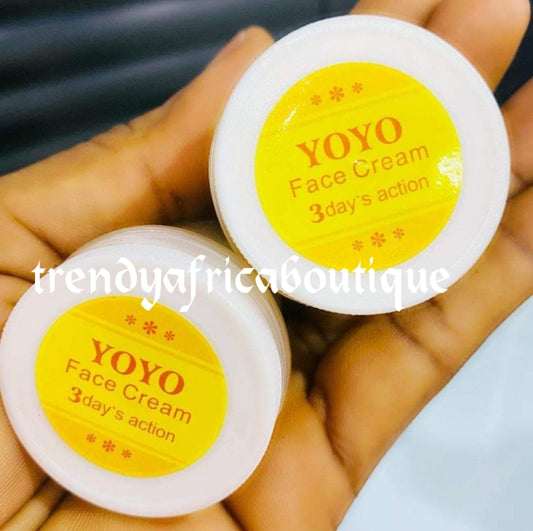 YOYO
Face Cream
3day`s action
trendyafricaboutique
YOYO
Face Cream
3day`s action